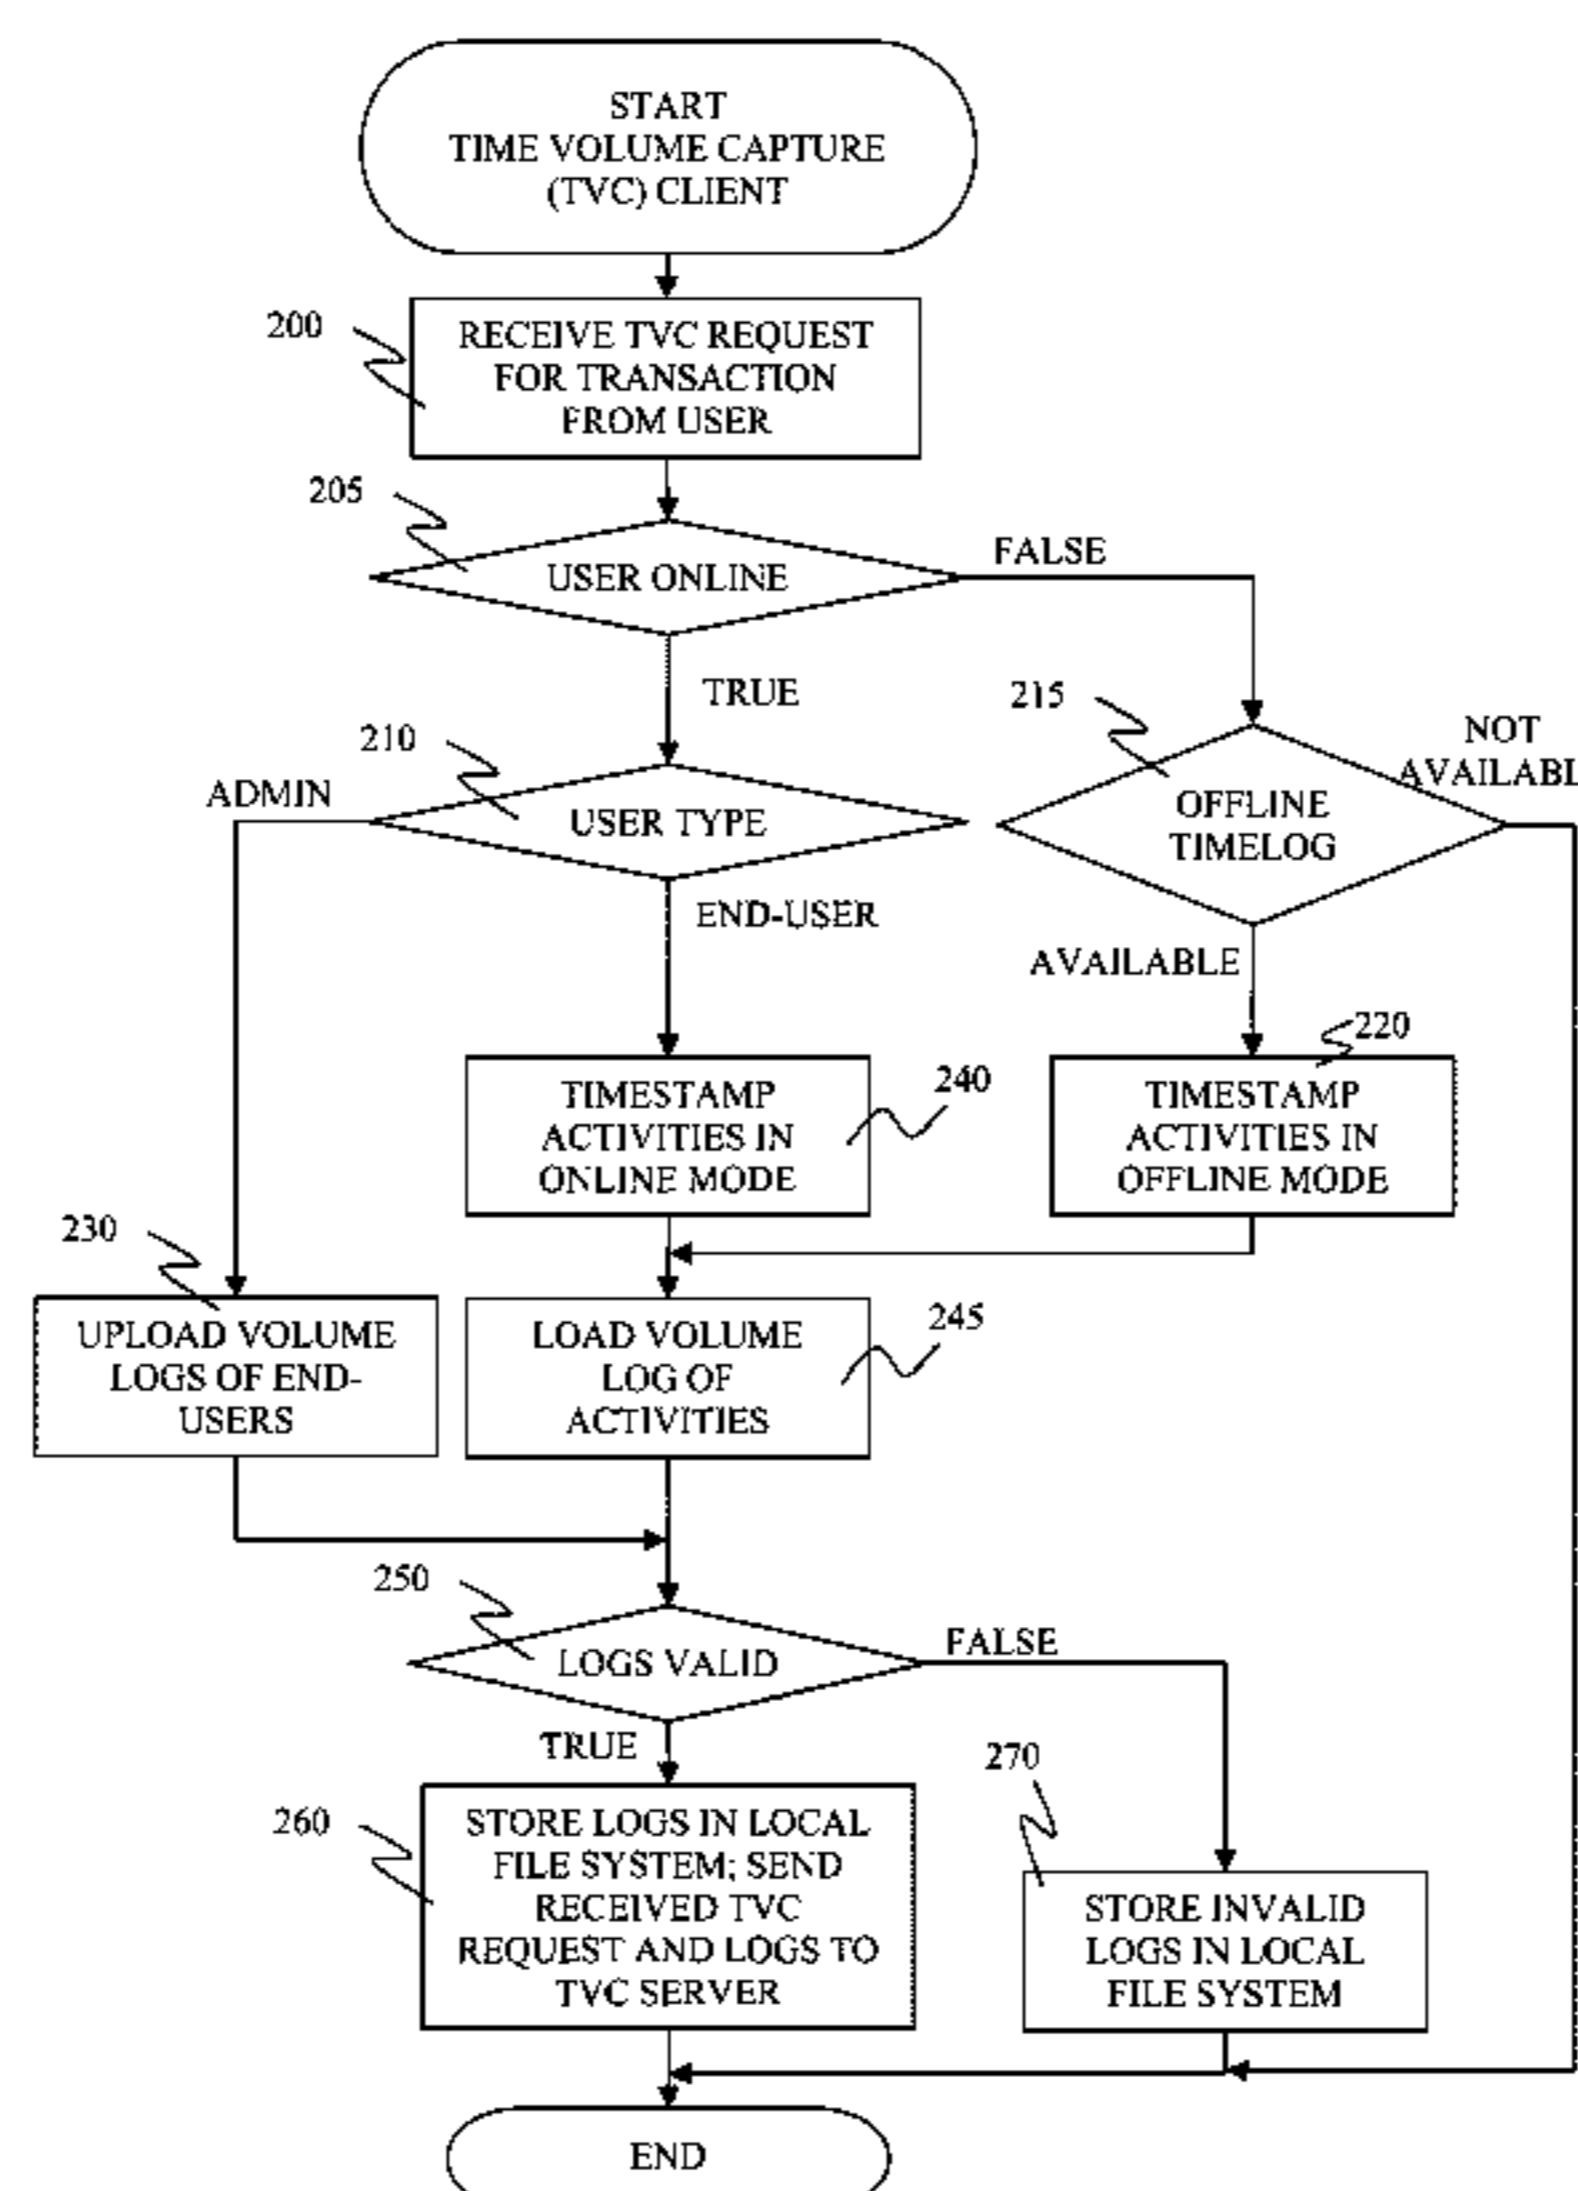 START
TIME VOLUME CAPTURE
(TVC) CLIENT
200
RECEIVE TVC REQUEST
FOR TRANSACTION
FROM USER
205
USER ONLINE
FALSE
TRUE
215
NOT
AVAILABL
210
ADMIN
USER TYPE
OFFLINE
TIMELOG
END-USER
AVAILABLE
220
240
TIMESTAMP
ACTIVITIES IN
ONLINE MODE
TIMESTAMP
ACTIVITIES IN
OFFLINE MODE
230
UPLOAD VOLUME
LOGS OF END-
USERS
LOAD VOLUME
LOG OF
ACTIVITIES
245
250
LOGS VALID
FALSE
TRUE
270
260
STORE LOGS IN LOCAL
FILE SYSTEM; SEND
RECEIVED TVC
REQUEST AND LOGS TO
TVC SERVER
STORE INVALID
LOGS IN LOCAL
FILE SYSTEM
END